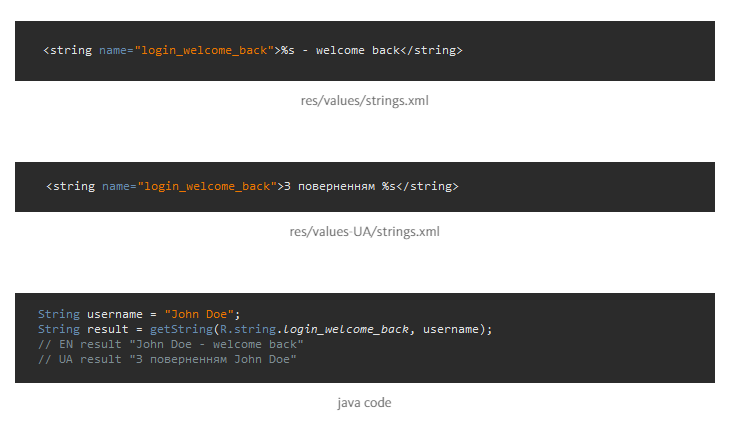 <string name="login_welcome_back">%s - welcome back</string>
res/values/strings.xml
<string name="login_welcome_back">З поверненням %s</string>
res/values-UA/strings.xml
String username = "John Doe";
String result = getString(R.string.login_welcome_back, username);
// EN result "John Doe - welcome back"
// UA result "З поверненням John Doe"
java code